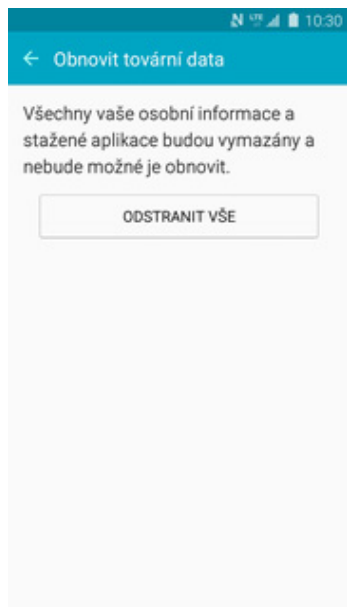 10:30
Obnovit tovární data
Všechny vaše osobní informace a
stažené aplikace budou vymazány a
nebude možné je obnovit.
ODSTRANIT VŠE